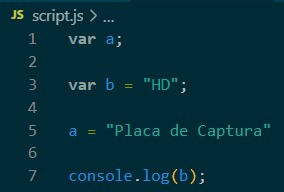 JS script.js > ...
1 var a;
2
3 var b = "HD";
4
5 a = "Placa de Captura"
6
7 console.log(b);